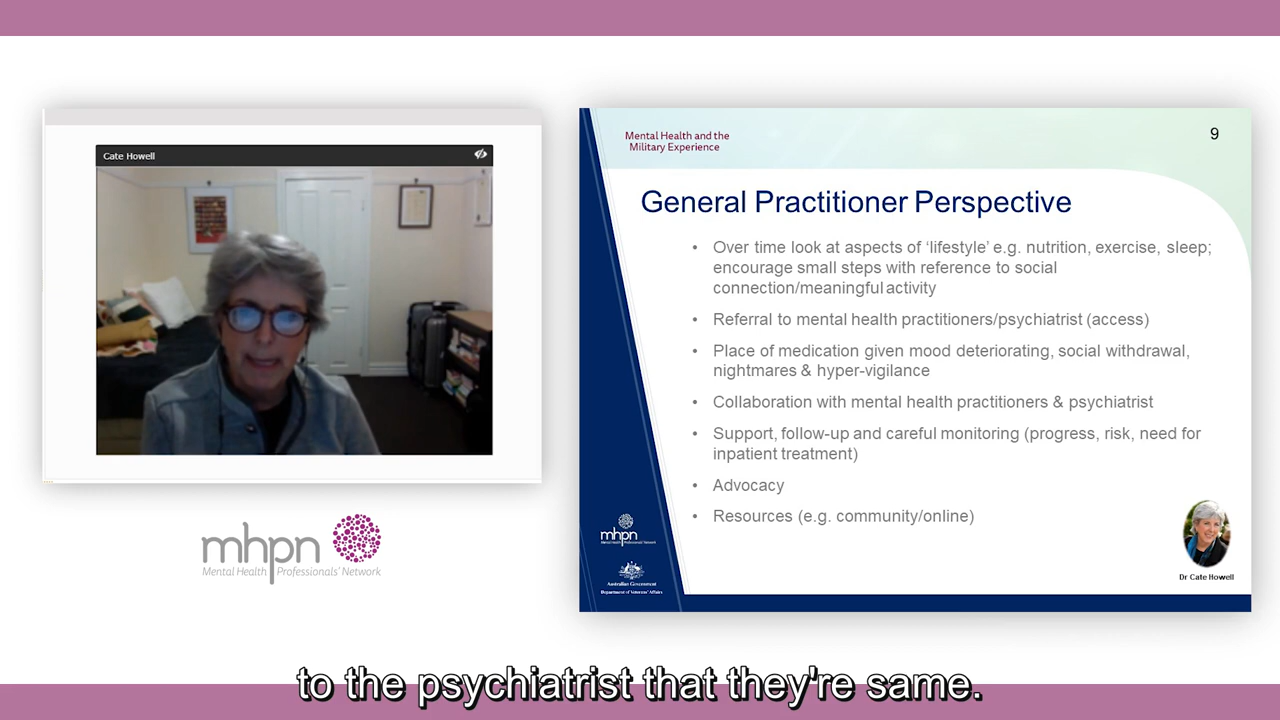 Cate Howell
mhpn
Mental Health Professionals' Network
Mental Health and the
Military Experience
9
General Practitioner Perspective
• Over time look at aspects of ‘lifestyle’ e.g. nutrition, exercise, sleep;
encourage small steps with reference to social
connection/meaningful activity
• Referral to mental health practitioners/psychiatrist (access)
• Place of medication given mood deteriorating, social withdrawal,
nightmares & hyper-vigilance
• Collaboration with mental health practitioners & psychiatrist
• Support, follow-up and careful monitoring (progress, risk, need for
inpatient treatment)
• Advocacy
• Resources (e.g. community/online)
mhpn
Mental Health Professionals' Network
Australian Government
Department of Veterans' Affairs
Dr Cate Howell
to the psychiatrist that they're same.